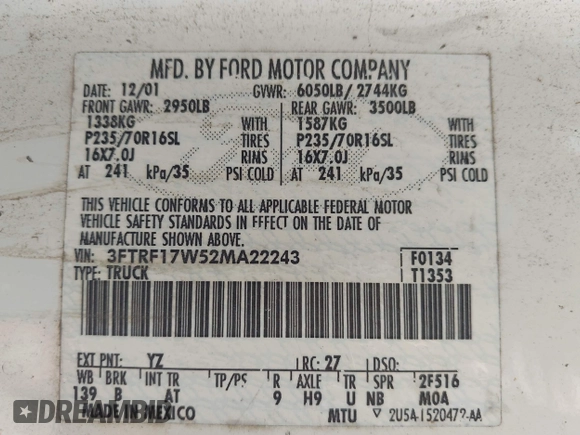 MFD. BY FORD MOTOR COMPANY
DATE: 12/01 GVWR: 6050LB/ 2744KG
FRONT GAWR: 2950LB REAR GAWR: 3500LB
1338KG WITH 1587KG WITH
P235/70R16SL TIRES P235/70R16SL TIRES
16X7.0J RIMS 16X7.0J RIMS
AT 241 kPa/35 PSI COLD AT 241 kPa/35 PSI COLD
THIS VEHICLE CONFORMS TO ALL APPLICABLE FEDERAL MOTOR
VEHICLE SAFETY STANDARDS IN EFFECT ON THE DATE OF
MANUFACTURE SHOWN ABOVE.
VIN: 3FTRF17W52MA22243 F0134
TYPE: TRUCK T1353
EXT PNT: YZ RC: 27 DSO:
WB BRK INT TR TP/PS R AXLE TR SPR 2F516
139 B AT 9 H9 U NB M0A
MADE IN MEXICO MTU 2U5A-1520472-AA
DREAMBID